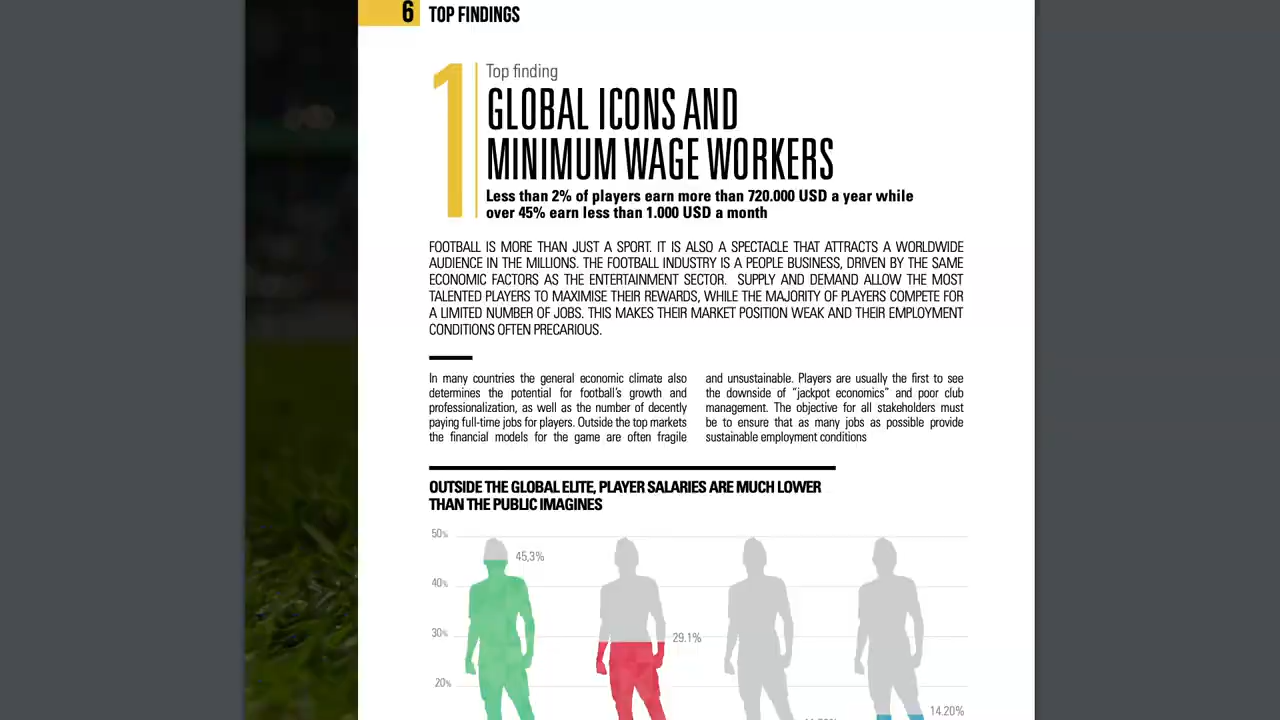 6 TOP FINDINGS
1
Top finding
GLOBAL ICONS AND
MINIMUM WAGE WORKERS
Less than 2% of players earn more than 720.000 USD a year while
over 45% earn less than 1.000 USD a month
FOOTBALL IS MORE THAN JUST A SPORT. IT IS ALSO A SPECTACLE THAT ATTRACTS A WORLDWIDE
AUDIENCE IN THE MILLIONS. THE FOOTBALL INDUSTRY IS A PEOPLE BUSINESS, DRIVEN BY THE SAME
ECONOMIC FACTORS AS THE ENTERTAINMENT SECTOR. SUPPLY AND DEMAND ALLOW THE MOST
TALENTED PLAYERS TO MAXIMISE THEIR REWARDS, WHILE THE MAJORITY OF PLAYERS COMPETE FOR
A LIMITED NUMBER OF JOBS. THIS MAKES THEIR MARKET POSITION WEAK AND THEIR EMPLOYMENT
CONDITIONS OFTEN PRECARIOUS.
In many countries the general economic climate also
determines the potential for football's growth and
professionalization, as well as the number of decently
paying full-time jobs for players. Outside the top markets
the financial models for the game are often fragile
and unsustainable. Players are usually the first to see
the downside of "jackpot economics" and poor club
management. The objective for all stakeholders must
be to ensure that as many jobs as possible provide
sustainable employment conditions
OUTSIDE THE GLOBAL ELITE, PLAYER SALARIES ARE MUCH LOWER
THAN THE PUBLIC IMAGINES
50%
45,3%
40%
30%
29.1%
20%
14.20%